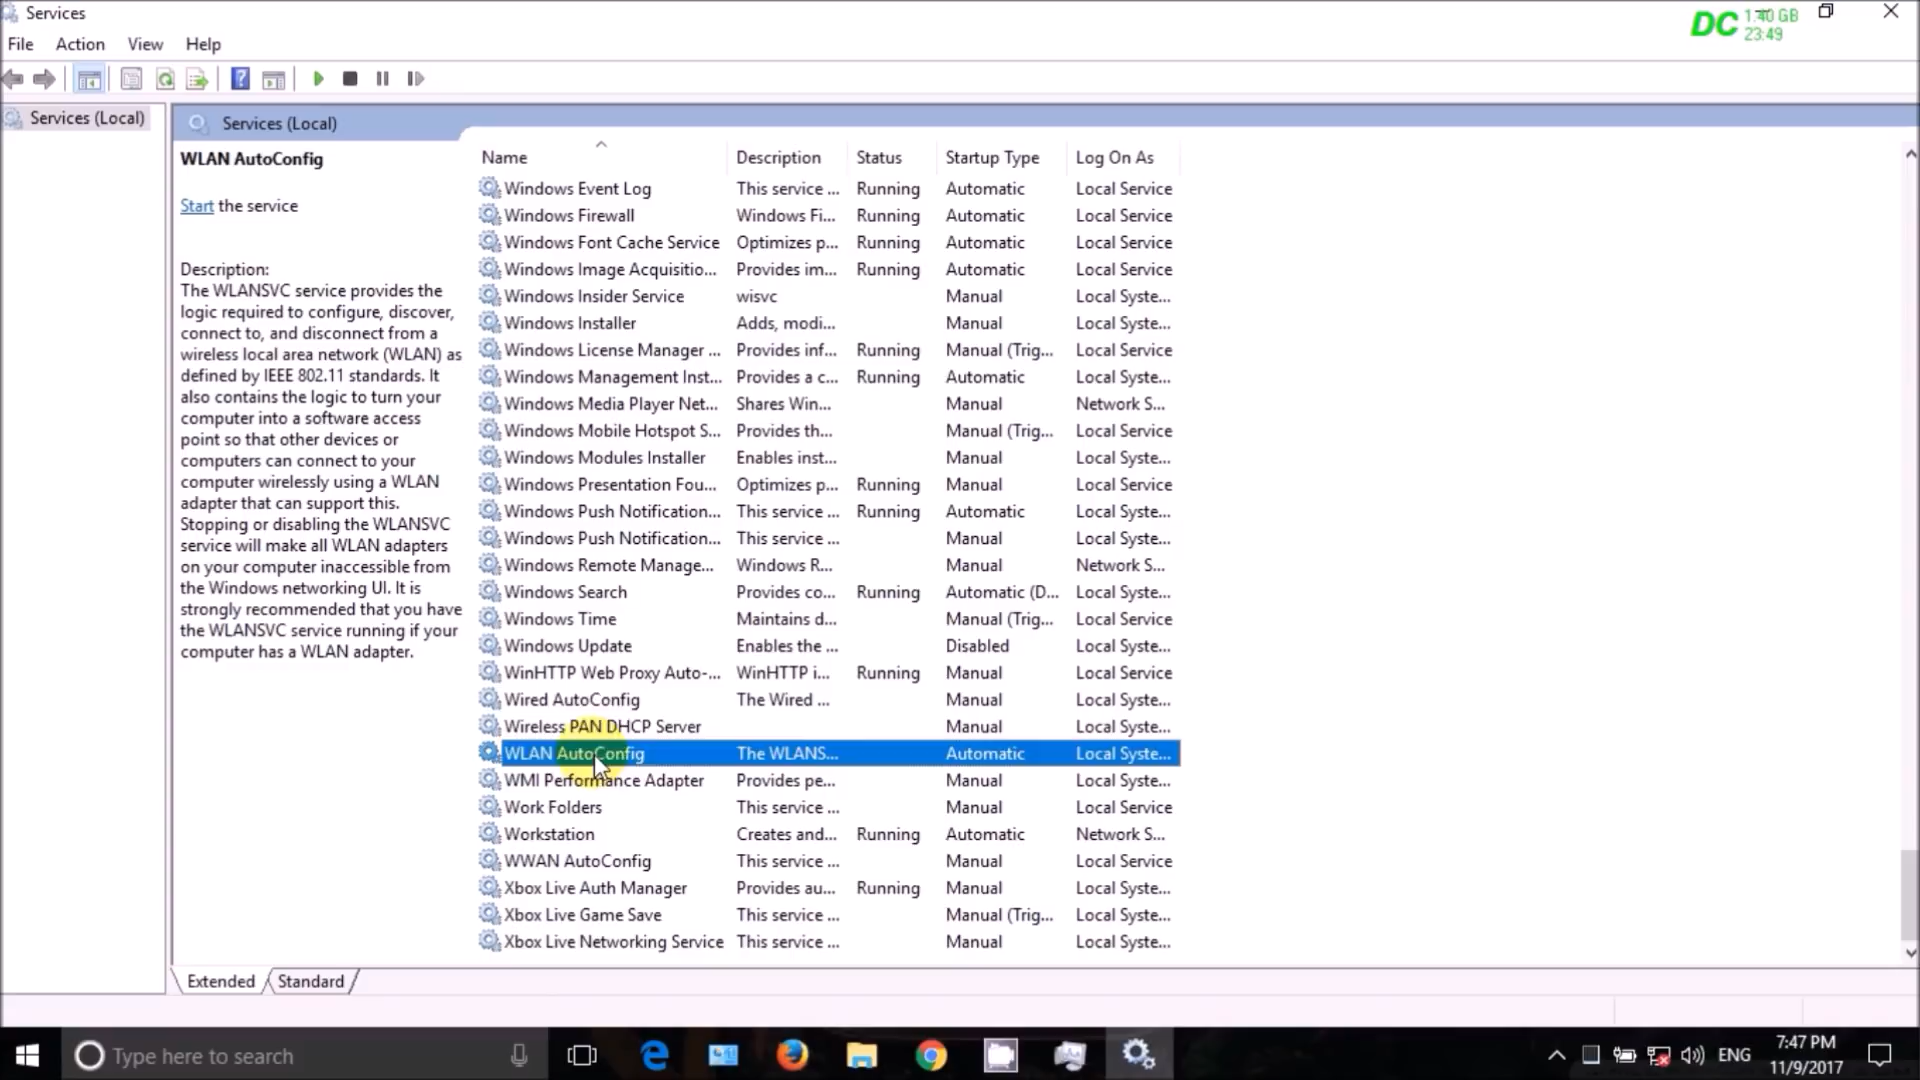 Services
DC 1.40 GB
23:49
File Action View Help
Services (Local)
Services (Local)
WLAN AutoConfig
Start the service
Description:
The WLANSVC service provides the
logic required to configure, discover,
connect to, and disconnect from a
wireless local area network (WLAN) as
defined by IEEE 802.11 standards. It
also contains the logic to turn your
computer into a software access
point so that other devices or
computers can connect to your
computer wirelessly using a WLAN
adapter that can support this.
Stopping or disabling the WLANSVC
service will make all WLAN adapters
on your computer inaccessible from
the Windows networking UI. It is
strongly recommended that you have
the WLANSVC service running if your
computer has a WLAN adapter.
Name Description Status Startup Type Log On As
Windows Event Log This service ... Running Automatic Local Service
Windows Firewall Windows Fi... Running Automatic Local Service
Windows Font Cache Service Optimizes p... Running Automatic Local Service
Windows Image Acquisitio... Provides im... Running Automatic Local Service
Windows Insider Service wisvc Manual Local Syste...
Windows Installer Adds, modi... Manual Local Syste...
Windows License Manager ... Provides inf... Running Manual (Trig... Local Service
Windows Management Inst... Provides a c... Running Automatic Local Syste...
Windows Media Player Net... Shares Win... Manual Network S...
Windows Mobile Hotspot S... Provides th... Manual (Trig... Local Service
Windows Modules Installer Enables inst... Manual Local Syste...
Windows Presentation Fou... Optimizes p... Running Manual Local Service
Windows Push Notification... This service ... Running Automatic Local Syste...
Windows Push Notification... This service ... Manual Local Syste...
Windows Remote Manage... Windows R... Manual Network S...
Windows Search Provides co... Running Automatic (D... Local Syste...
Windows Time Maintains d... Manual (Trig... Local Service
Windows Update Enables the ... Disabled Local Syste...
WinHTTP Web Proxy Auto-... WinHTTP i... Running Manual Local Service
Wired AutoConfig The Wired ... Manual Local Syste...
Wireless PAN DHCP Server Manual Local Syste...
WLAN AutoConfig The WLANS... Automatic Local Syste...
WMI Performance Adapter Provides pe... Manual Local Syste...
Work Folders This service ... Manual Local Service
Workstation Creates and... Running Automatic Network S...
WWAN AutoConfig This service ... Manual Local Service
Xbox Live Auth Manager Provides au... Running Manual Local Syste...
Xbox Live Game Save This service ... Manual (Trig... Local Syste...
Xbox Live Networking Service This service ... Manual Local Syste...
Extended Standard
Type here to search
ENG
7:47 PM
11/9/2017